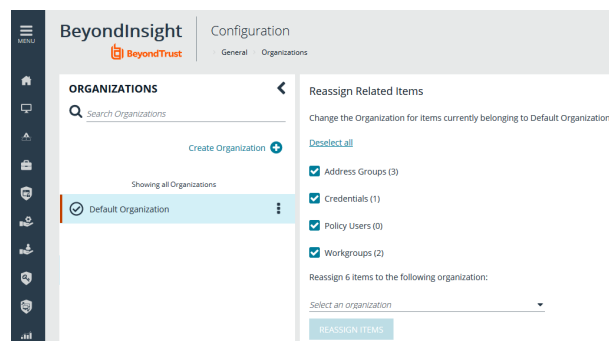 MENU
BeyondInsight
BeyondTrust
Configuration
General Organizations
ORGANIZATIONS
Search Organizations
Create Organization
Showing all Organizations
Default Organization
Reassign Related Items
Change the Organization for items currently belonging to Default Organization
Deselect all
Address Groups (3)
Credentials (1)
Policy Users (0)
Workgroups (2)
Reassign 6 items to the following organization:
Select an organization
REASSIGN ITEMS